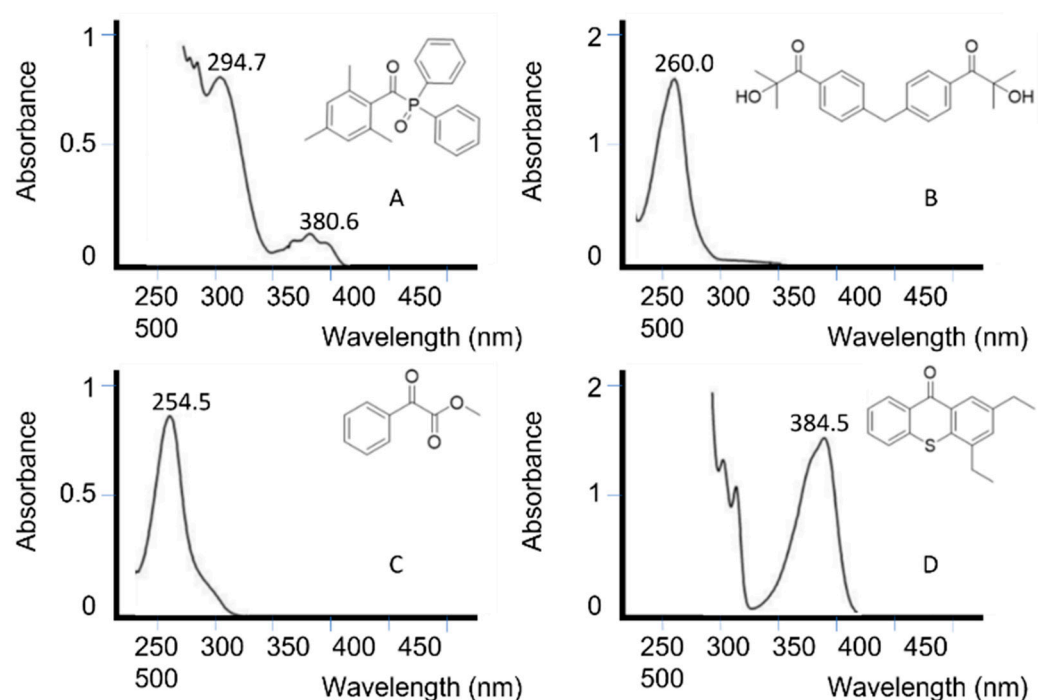 Absorbance
1
0.5
0
294.7
380.6
O
P
O
A
250 300 350 400 450
500
Wavelength (nm)
Absorbance
2
1
0
260.0
O
HO
O
OH
B
250 300 350 400 450
500
Wavelength (nm)
Absorbance
1
0.5
0
254.5
O
O
O
C
250 300 350 400 450
500
Wavelength (nm)
Absorbance
2
1
0
384.5
O
S
D
250 300 350 400 450
500
Wavelength (nm)